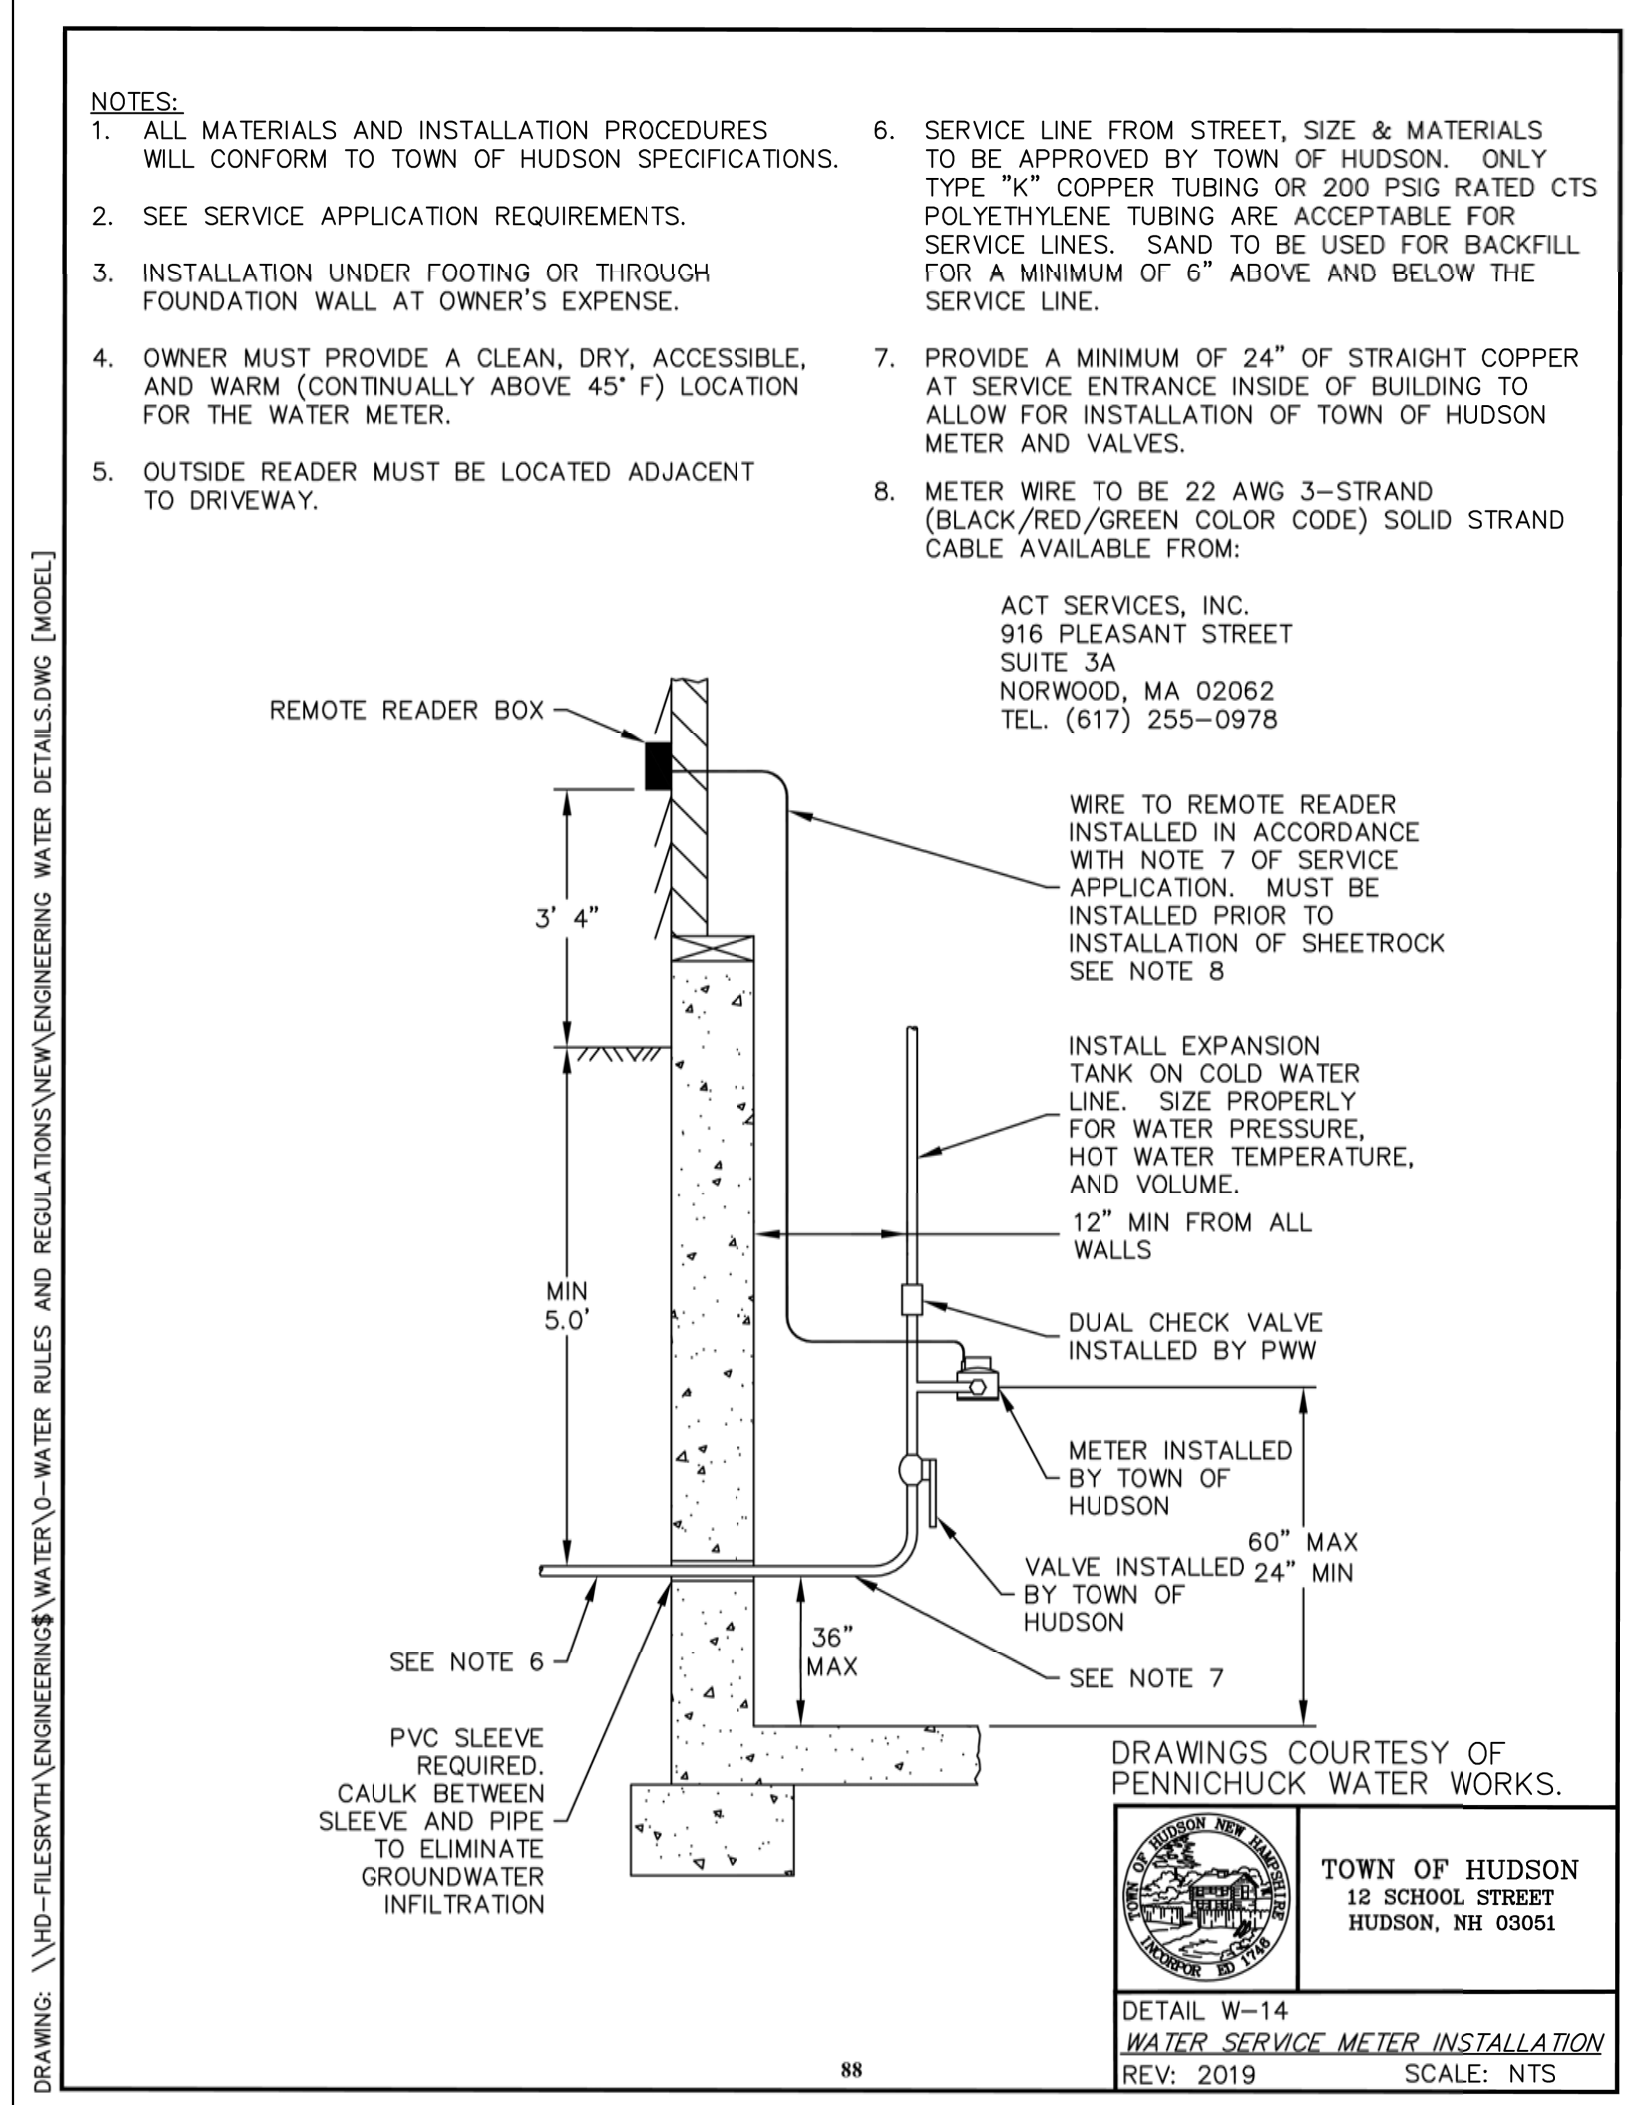 NOTES:
1. ALL MATERIALS AND INSTALLATION PROCEDURES
WILL CONFORM TO TOWN OF HUDSON SPECIFICATIONS.
2. SEE SERVICE APPLICATION REQUIREMENTS.
3. INSTALLATION UNDER FOOTING OR THROUGH
FOUNDATION WALL AT OWNER'S EXPENSE.
4. OWNER MUST PROVIDE A CLEAN, DRY, ACCESSIBLE,
AND WARM (CONTINUALLY ABOVE 45° F) LOCATION
FOR THE WATER METER.
5. OUTSIDE READER MUST BE LOCATED ADJACENT
TO DRIVEWAY.
6. SERVICE LINE FROM STREET, SIZE & MATERIALS
TO BE APPROVED BY TOWN OF HUDSON. ONLY
TYPE "K" COPPER TUBING OR 200 PSIG RATED CTS
POLYETHYLENE TUBING ARE ACCEPTABLE FOR
SERVICE LINES. SAND TO BE USED FOR BACKFILL
FOR A MINIMUM OF 6" ABOVE AND BELOW THE
SERVICE LINE.
7. PROVIDE A MINIMUM OF 24" OF STRAIGHT COPPER
AT SERVICE ENTRANCE INSIDE OF BUILDING TO
ALLOW FOR INSTALLATION OF TOWN OF HUDSON
METER AND VALVES.
8. METER WIRE TO BE 22 AWG 3-STRAND
(BLACK/RED/GREEN COLOR CODE) SOLID STRAND
CABLE AVAILABLE FROM:
ACT SERVICES, INC.
916 PLEASANT STREET
SUITE 3A
NORWOOD, MA 02062
TEL. (617) 255-0978
REMOTE READER BOX
3' 4"
WIRE TO REMOTE READER
INSTALLED IN ACCORDANCE
WITH NOTE 7 OF SERVICE
APPLICATION. MUST BE
INSTALLED PRIOR TO
INSTALLATION OF SHEETROCK
SEE NOTE 8
INSTALL EXPANSION
TANK ON COLD WATER
LINE. SIZE PROPERLY
FOR WATER PRESSURE,
HOT WATER TEMPERATURE,
AND VOLUME.
12" MIN FROM ALL
WALLS
MIN
5.0'
DUAL CHECK VALVE
INSTALLED BY PWW
METER INSTALLED
BY TOWN OF
HUDSON
60" MAX
24" MIN
VALVE INSTALLED
BY TOWN OF
HUDSON
36"
MAX
SEE NOTE 6
SEE NOTE 7
PVC SLEEVE
REQUIRED.
CAULK BETWEEN
SLEEVE AND PIPE
TO ELIMINATE
GROUNDWATER
INFILTRATION
DRAWINGS COURTESY OF
PENNICHUCK WATER WORKS.
TOWN OF HUDSON NEW HAMPSHIRE
INCORPOR ED 1746
TOWN OF HUDSON
12 SCHOOL STREET
HUDSON, NH 03051
DETAIL W-14
WATER SERVICE METER INSTALLATION
REV: 2019 SCALE: NTS
88
DRAWING: \\HD-FILESRVTH\ENGINEERING$\WATER\0-WATER RULES AND REGULATIONS\NEW\ENGINEERING WATER DETAILS.DWG [MODEL]